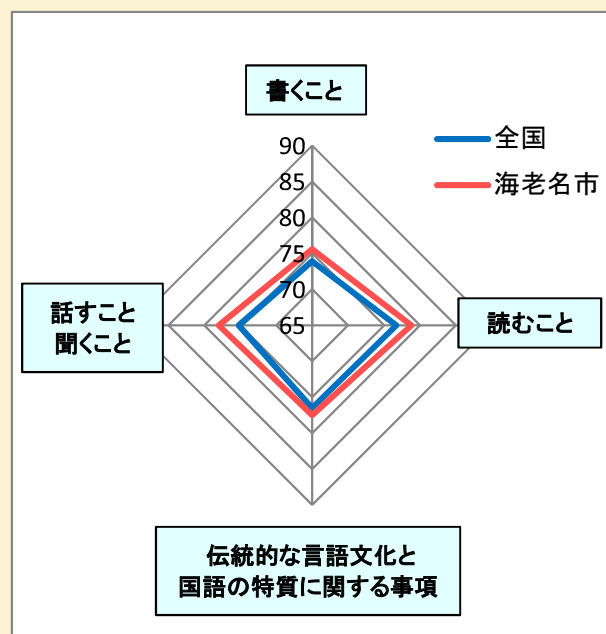 書くこと
全国
海老名市
90
85
80
75
70
65
話すこと
聞くこと
読むこと
伝統的な言語文化と
国語の特質に関する事項